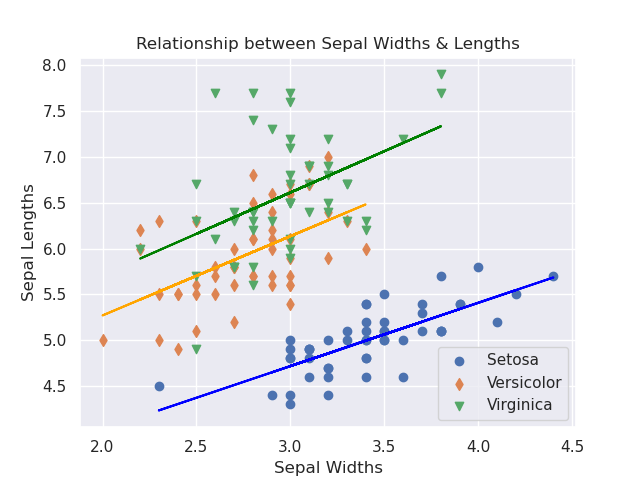 Relationship between Sepal Widths & Lengths
8.0
7.5
7.0
6.5
6.0
5.5
5.0
4.5
Sepal Lengths
Setosa
Versicolor
Virginica
2.0 2.5 3.0 3.5 4.0 4.5
Sepal Widths